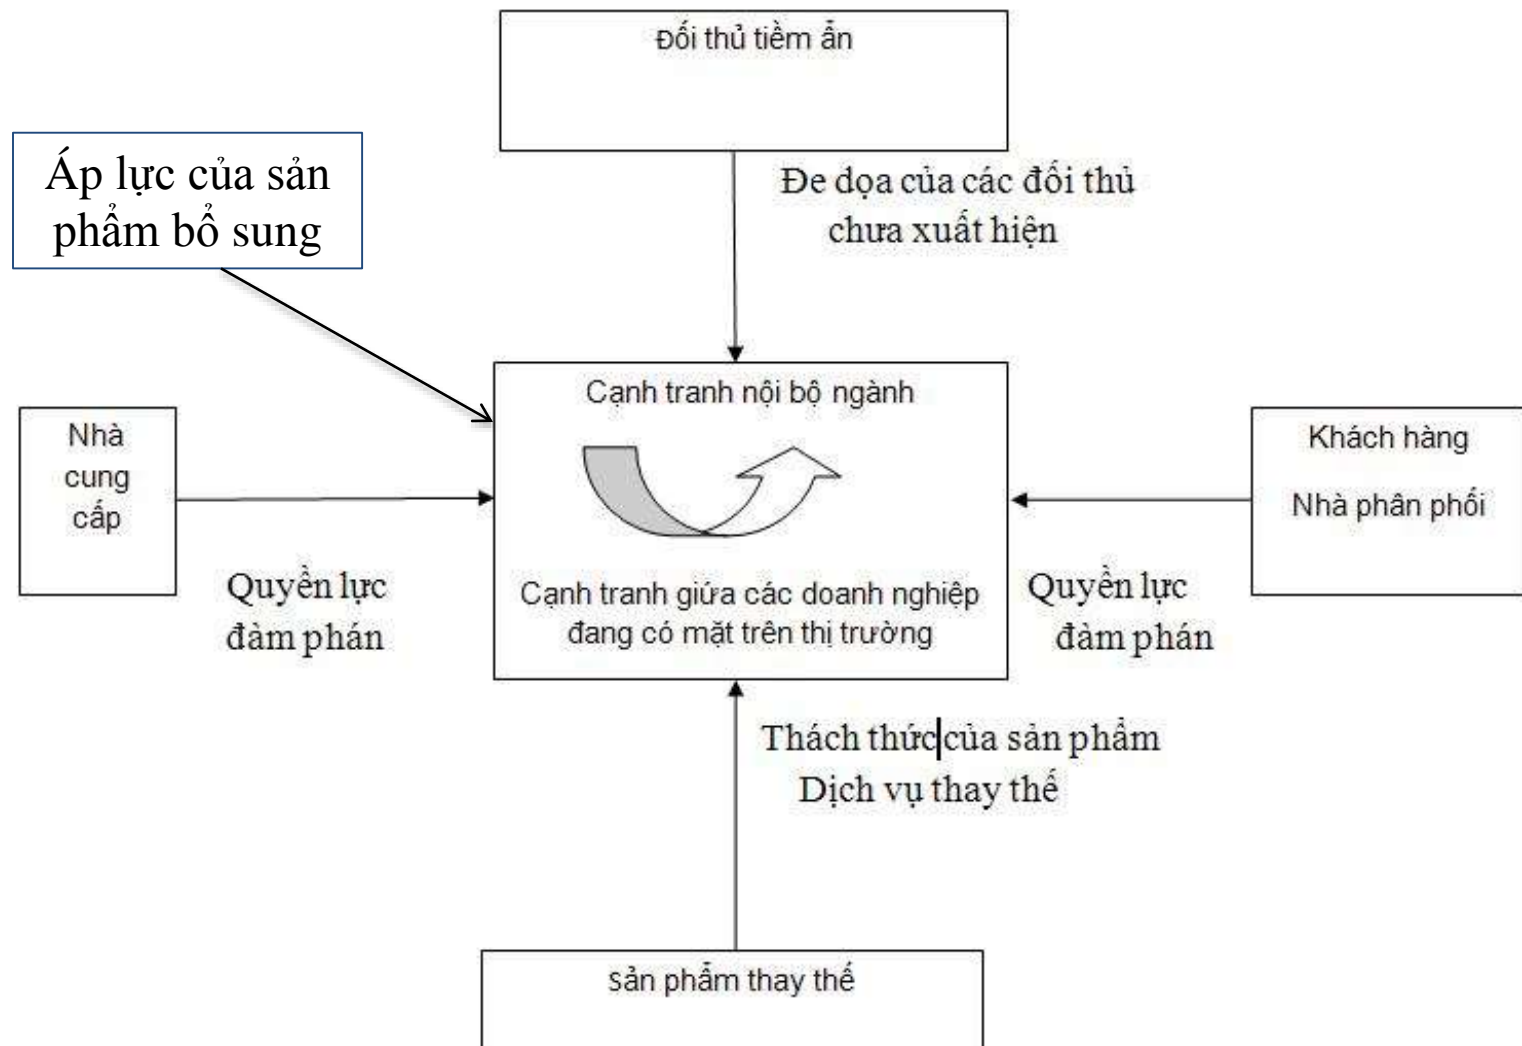 Đối thủ tiềm ẩn
Áp lực của sản
phẩm bổ sung
Đe dọa của các đối thủ
chưa xuất hiện
Cạnh tranh nội bộ ngành
Nhà
cung
cấp
Khách hàng
Nhà phân phối
Quyền lực
đàm phán
Cạnh tranh giứa các doanh nghiệp
đang có mặt trên thị trường
Quyền lực
đàm phán
Thách thức của sản phẩm
Dịch vụ thay thế
Sản phẩm thay thế